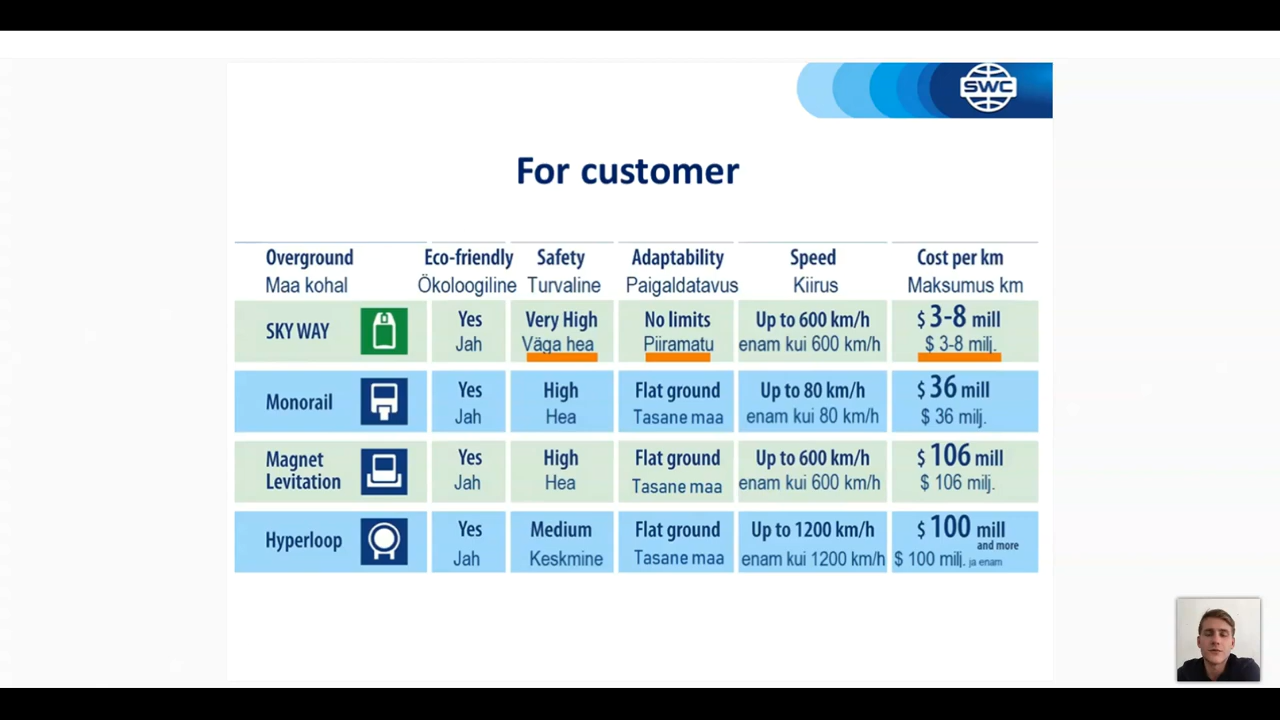 SWC
For customer
Overground Eco-friendly Safety Adaptability Speed Cost per km
Maa kohal Ökoloogiline Turvaline Paigaldatavus Kiirus Maksumus km
SKY WAY Yes Very High No limits Up to 600 km/h $ 3-8 mill
Jah Väga hea Piiramatu enam kui 600 km/h $ 3-8 milj.
Monorail Yes High Flat ground Up to 80 km/h $ 36 mill
Jah Hea Tasane maa enam kui 80 km/h $ 36 milj.
Magnet Levitation Yes High Flat ground Up to 600 km/h $ 106 mill
Jah Hea Tasane maa enam kui 600 km/h $ 106 milj.
Hyperloop Yes Medium Flat ground Up to 1200 km/h $ 100 mill and more
Jah Keskmine Tasane maa enam kui 1200 km/h $ 100 milj. ja enam